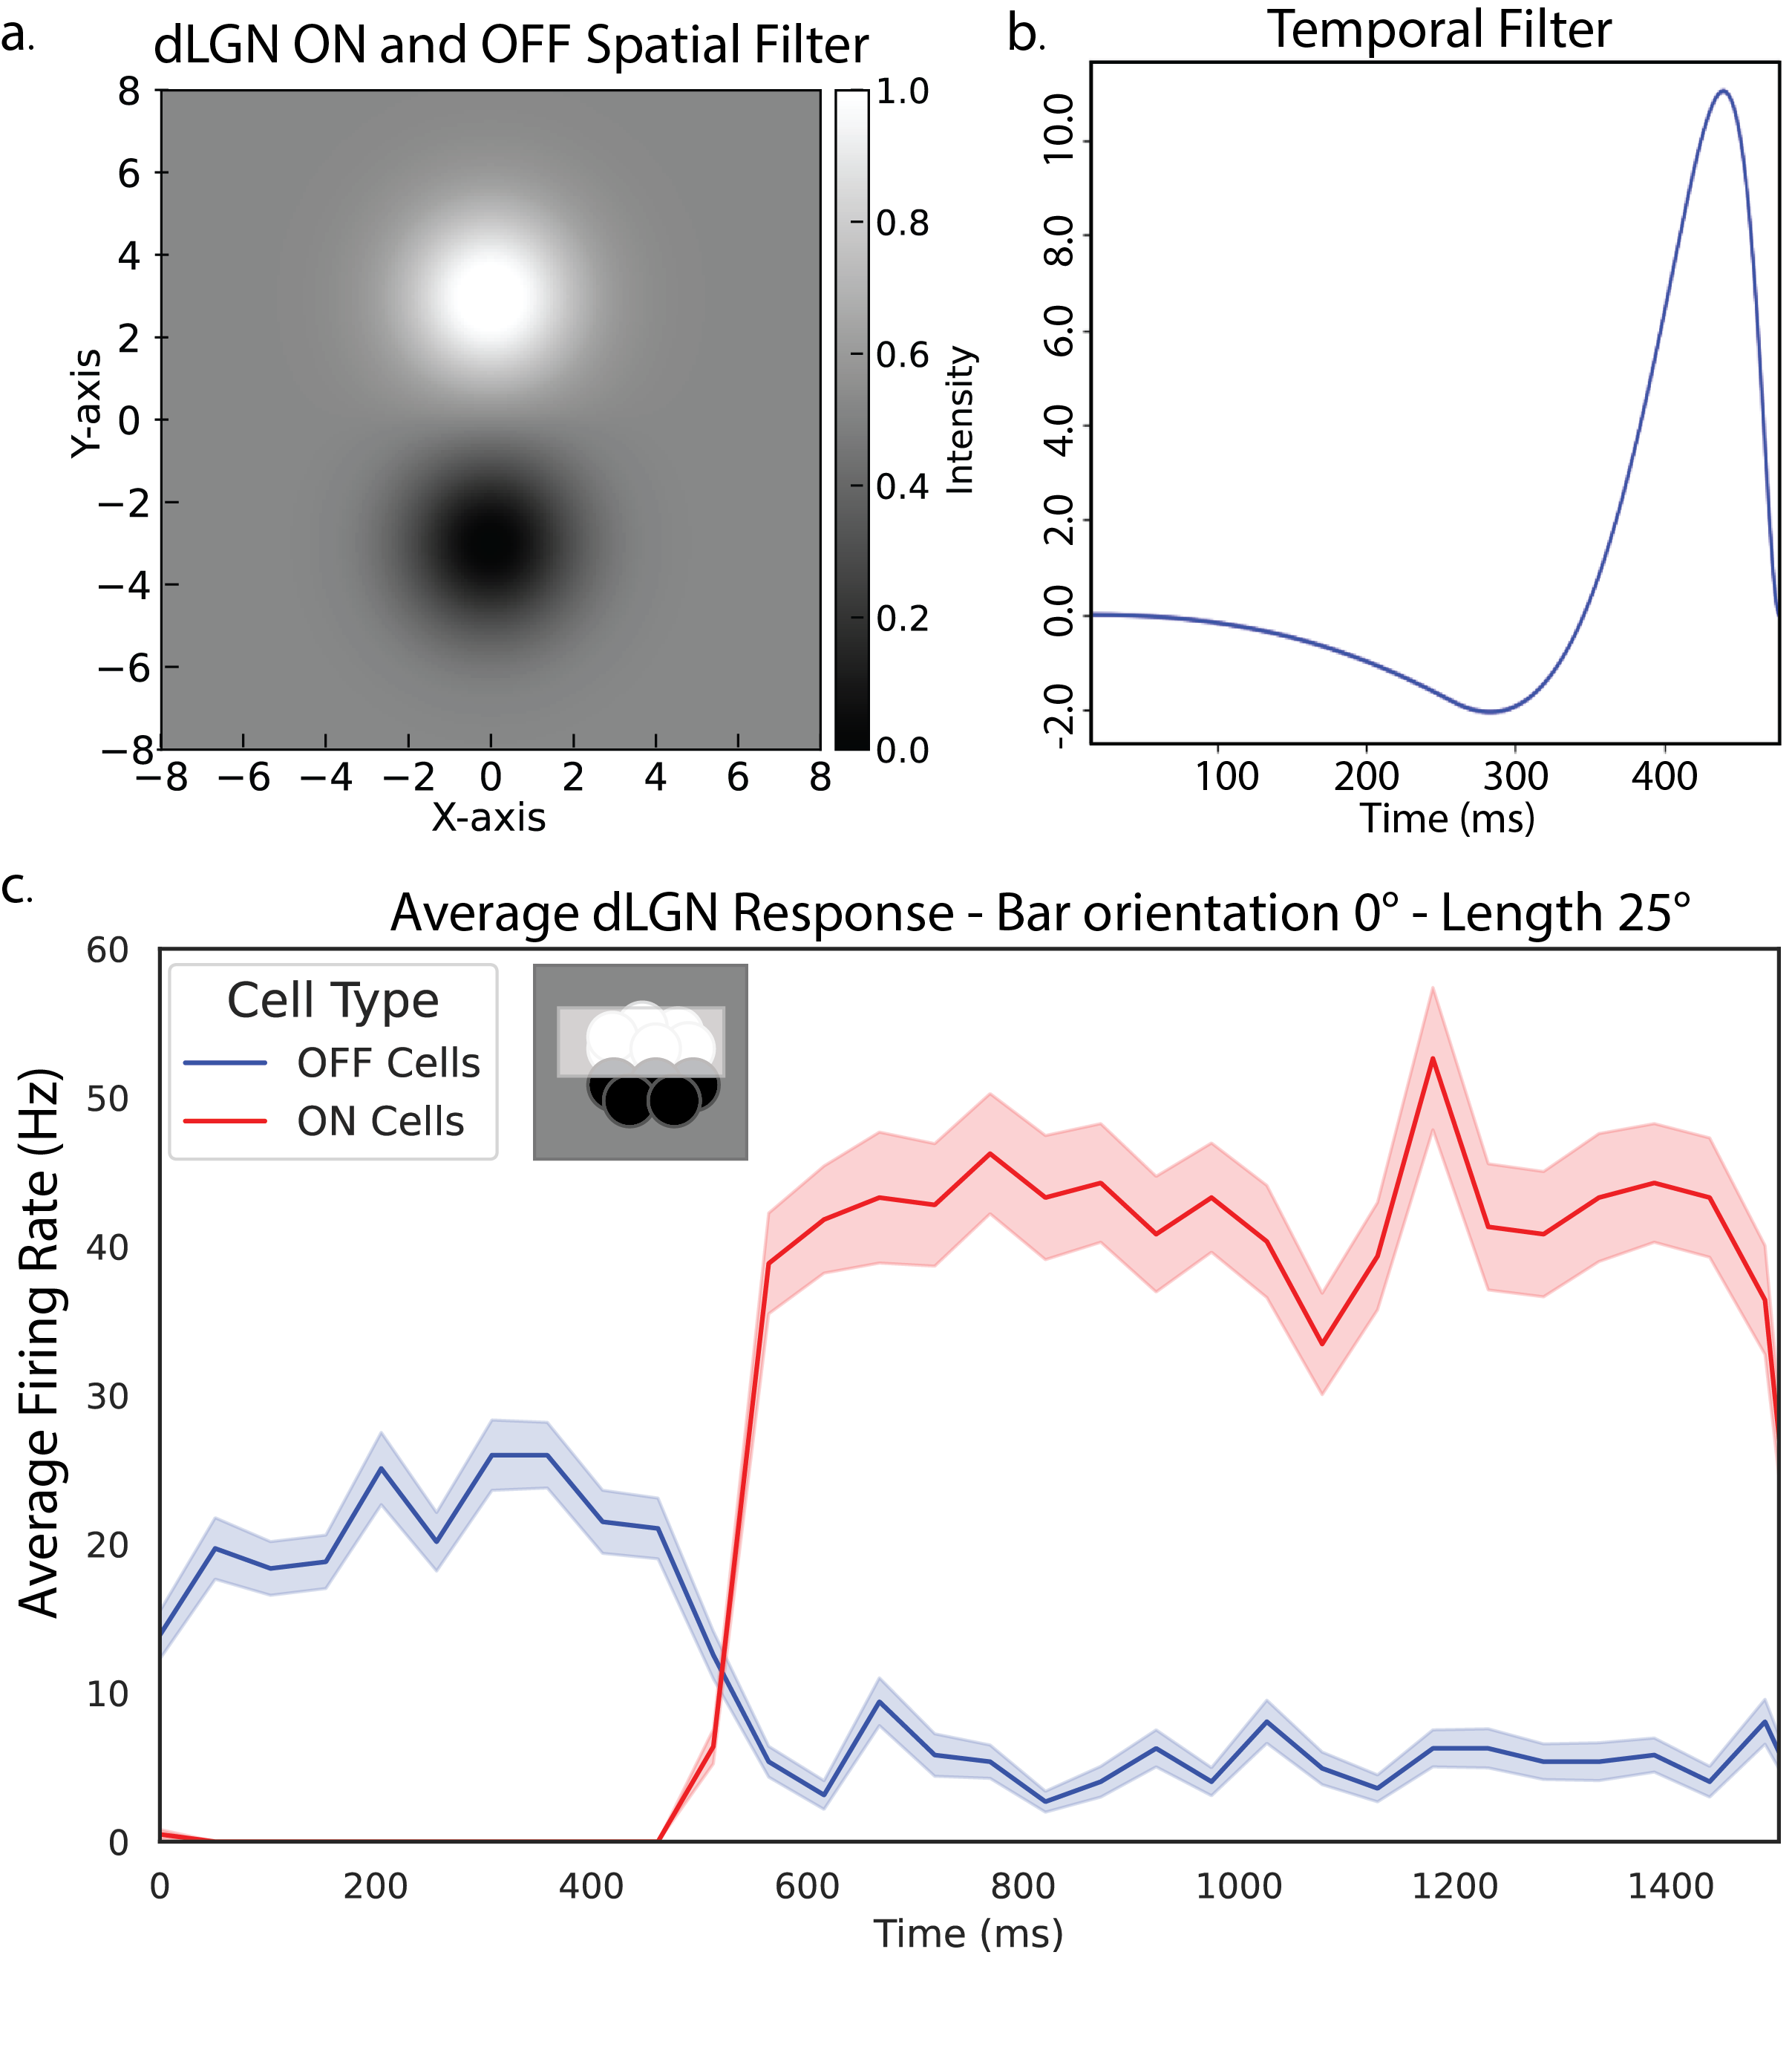 a.
dLGN ON and OFF Spatial Filter
8
6
4
2
0
−2
−4
−6
−8
Y-axis
−8 −6 −4 −2 0 2 4 6 8
X-axis
1.0
0.8
0.6
0.4
0.2
0.0
Intensity
b.
Temporal Filter
10.0
8.0
6.0
4.0
2.0
0.0
-2.0
100 200 300 400
Time (ms)
c.
Average dLGN Response - Bar orientation 0° - Length 25°
Cell Type
OFF Cells
ON Cells
60
50
40
30
20
10
0
Average Firing Rate (Hz)
0 200 400 600 800 1000 1200 1400
Time (ms)